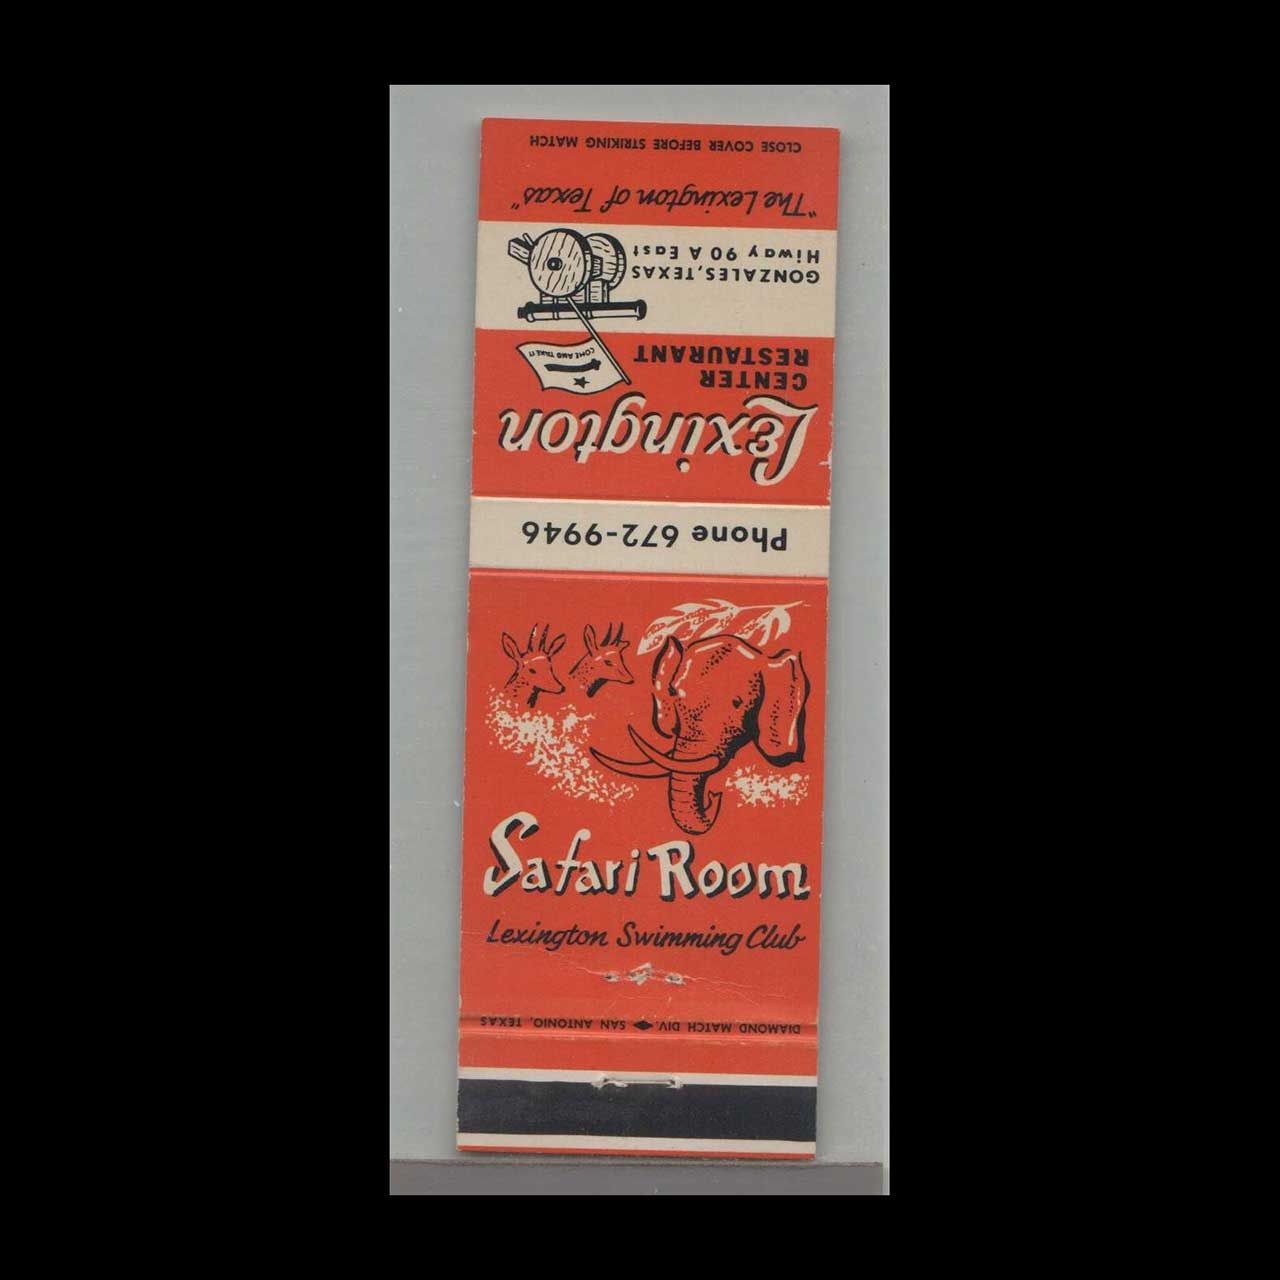 CLOSE COVER BEFORE STRIKING MATCH
"The Lexington of Texas"
GONZALES, TEXAS
Hiway 90 A East
COME AND TAKE IT
Lexington
CENTER
RESTAURANT
Phone 672-9946
Safari Room
Lexington Swimming Club
DIAMOND MATCH DIV. SAN ANTONIO, TEXAS